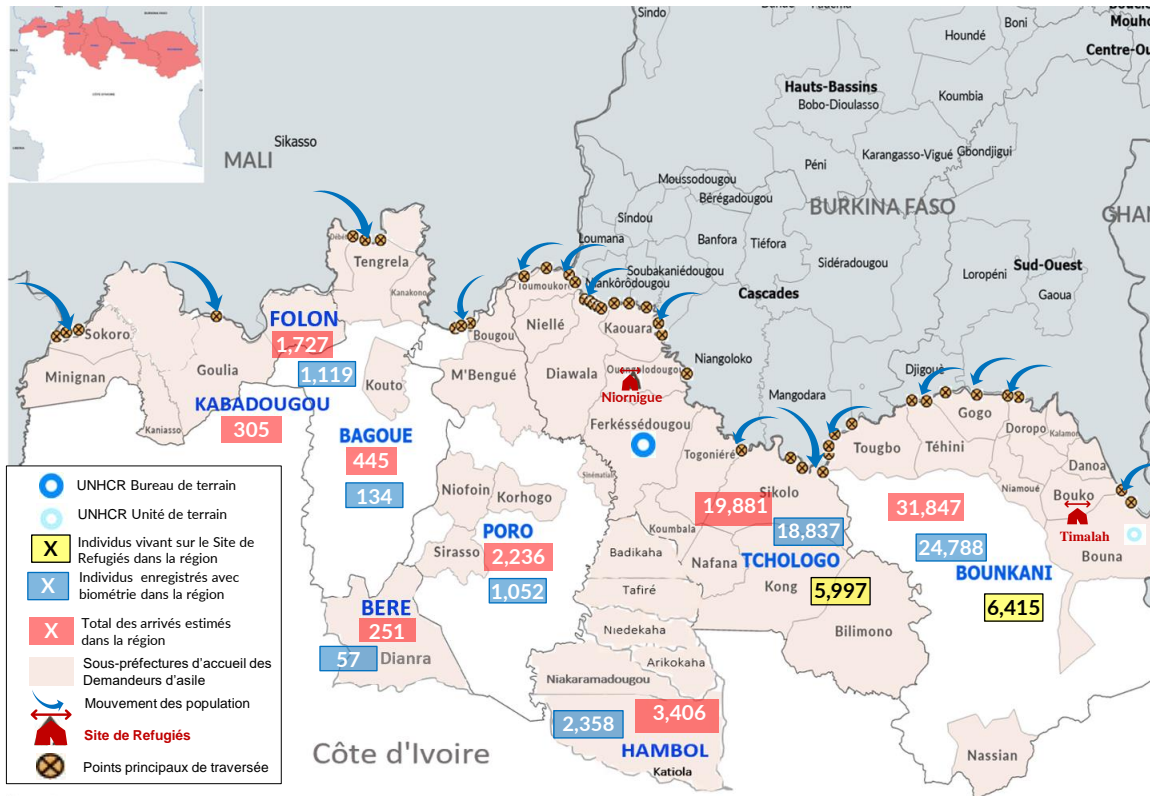 Sindo
Houndé
Boni
Mouho
Centre-Ou
Hauts-Bassins
Bobo-Dioulasso
Koumbia
Sikasso
MALI
Péni
Karangasso-Vigué
Gbondjigui
Moussodougou
Bérégadougou
BURKINA FASO
GHAN
Sindou
Loumana
Banfora
Tiéfora
Sidéradougou
Loropéni
Sud-Ouest
Gaoua
Soubakaniédougou
Niankôrôdougou
Cascades
Tengrela
Kanakono
Toumoukoro
FOLON
1,727
1,119
Sokoro
Minignan
Goulia
Kaniasso
KABADOUGOU
305
Kouto
Bougou
M'Bengué
Niellé
Diawala
Kaouara
Ouangolodougou
Niornigue
Niangoloko
Mangodara
Djigouè
Ferkéssédougou
Togoniéré
Tougbo
Téhini
Gogo
Doropo
Kalamon
Danoa
Niamoué
Bouko
Timalah
Bouna
BAGOUE
445
134
Niofoin
Korhogo
Sinématiali
Sirasso
PORO
2,236
1,052
19,881
Sikolo
18,837
TCHOLOGO
5,997
31,847
24,788
BOUNKANI
6,415
Koumbala
Badikaha
Nafana
Kong
Tafiré
Bilimono
BERE
251
57
Dianra
Niedekaha
Arikokaha
Niakaramadougou
2,358
3,406
HAMBOL
Katiola
Nassian
Côte d'Ivoire
UNHCR Bureau de terrain
UNHCR Unité de terrain
X
Individus vivant sur le Site de
Refugiés dans la région
X
Individus enregistrés avec
biométrie dans la région
X
Total des arrivés estimés
dans la région
Sous-préfectures d'accueil des
Demandeurs d'asile
Mouvement des population
Site de Refugiés
Points principaux de traversée